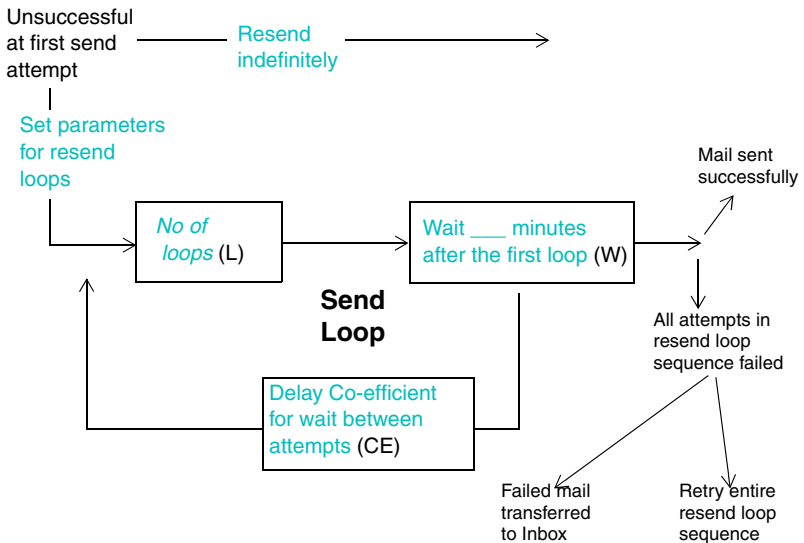 Unsuccessful
at first send
attempt
Resend
indefinitely
Set parameters
for resend
loops
No of
loops (L)
Wait ___ minutes
after the first loop (W)
Mail sent
successfully
Send
Loop
All attempts in
resend loop
sequence failed
Delay Co-efficient
for wait between
attempts (CE)
Failed mail
transferred
to Inbox
Retry entire
resend loop
sequence